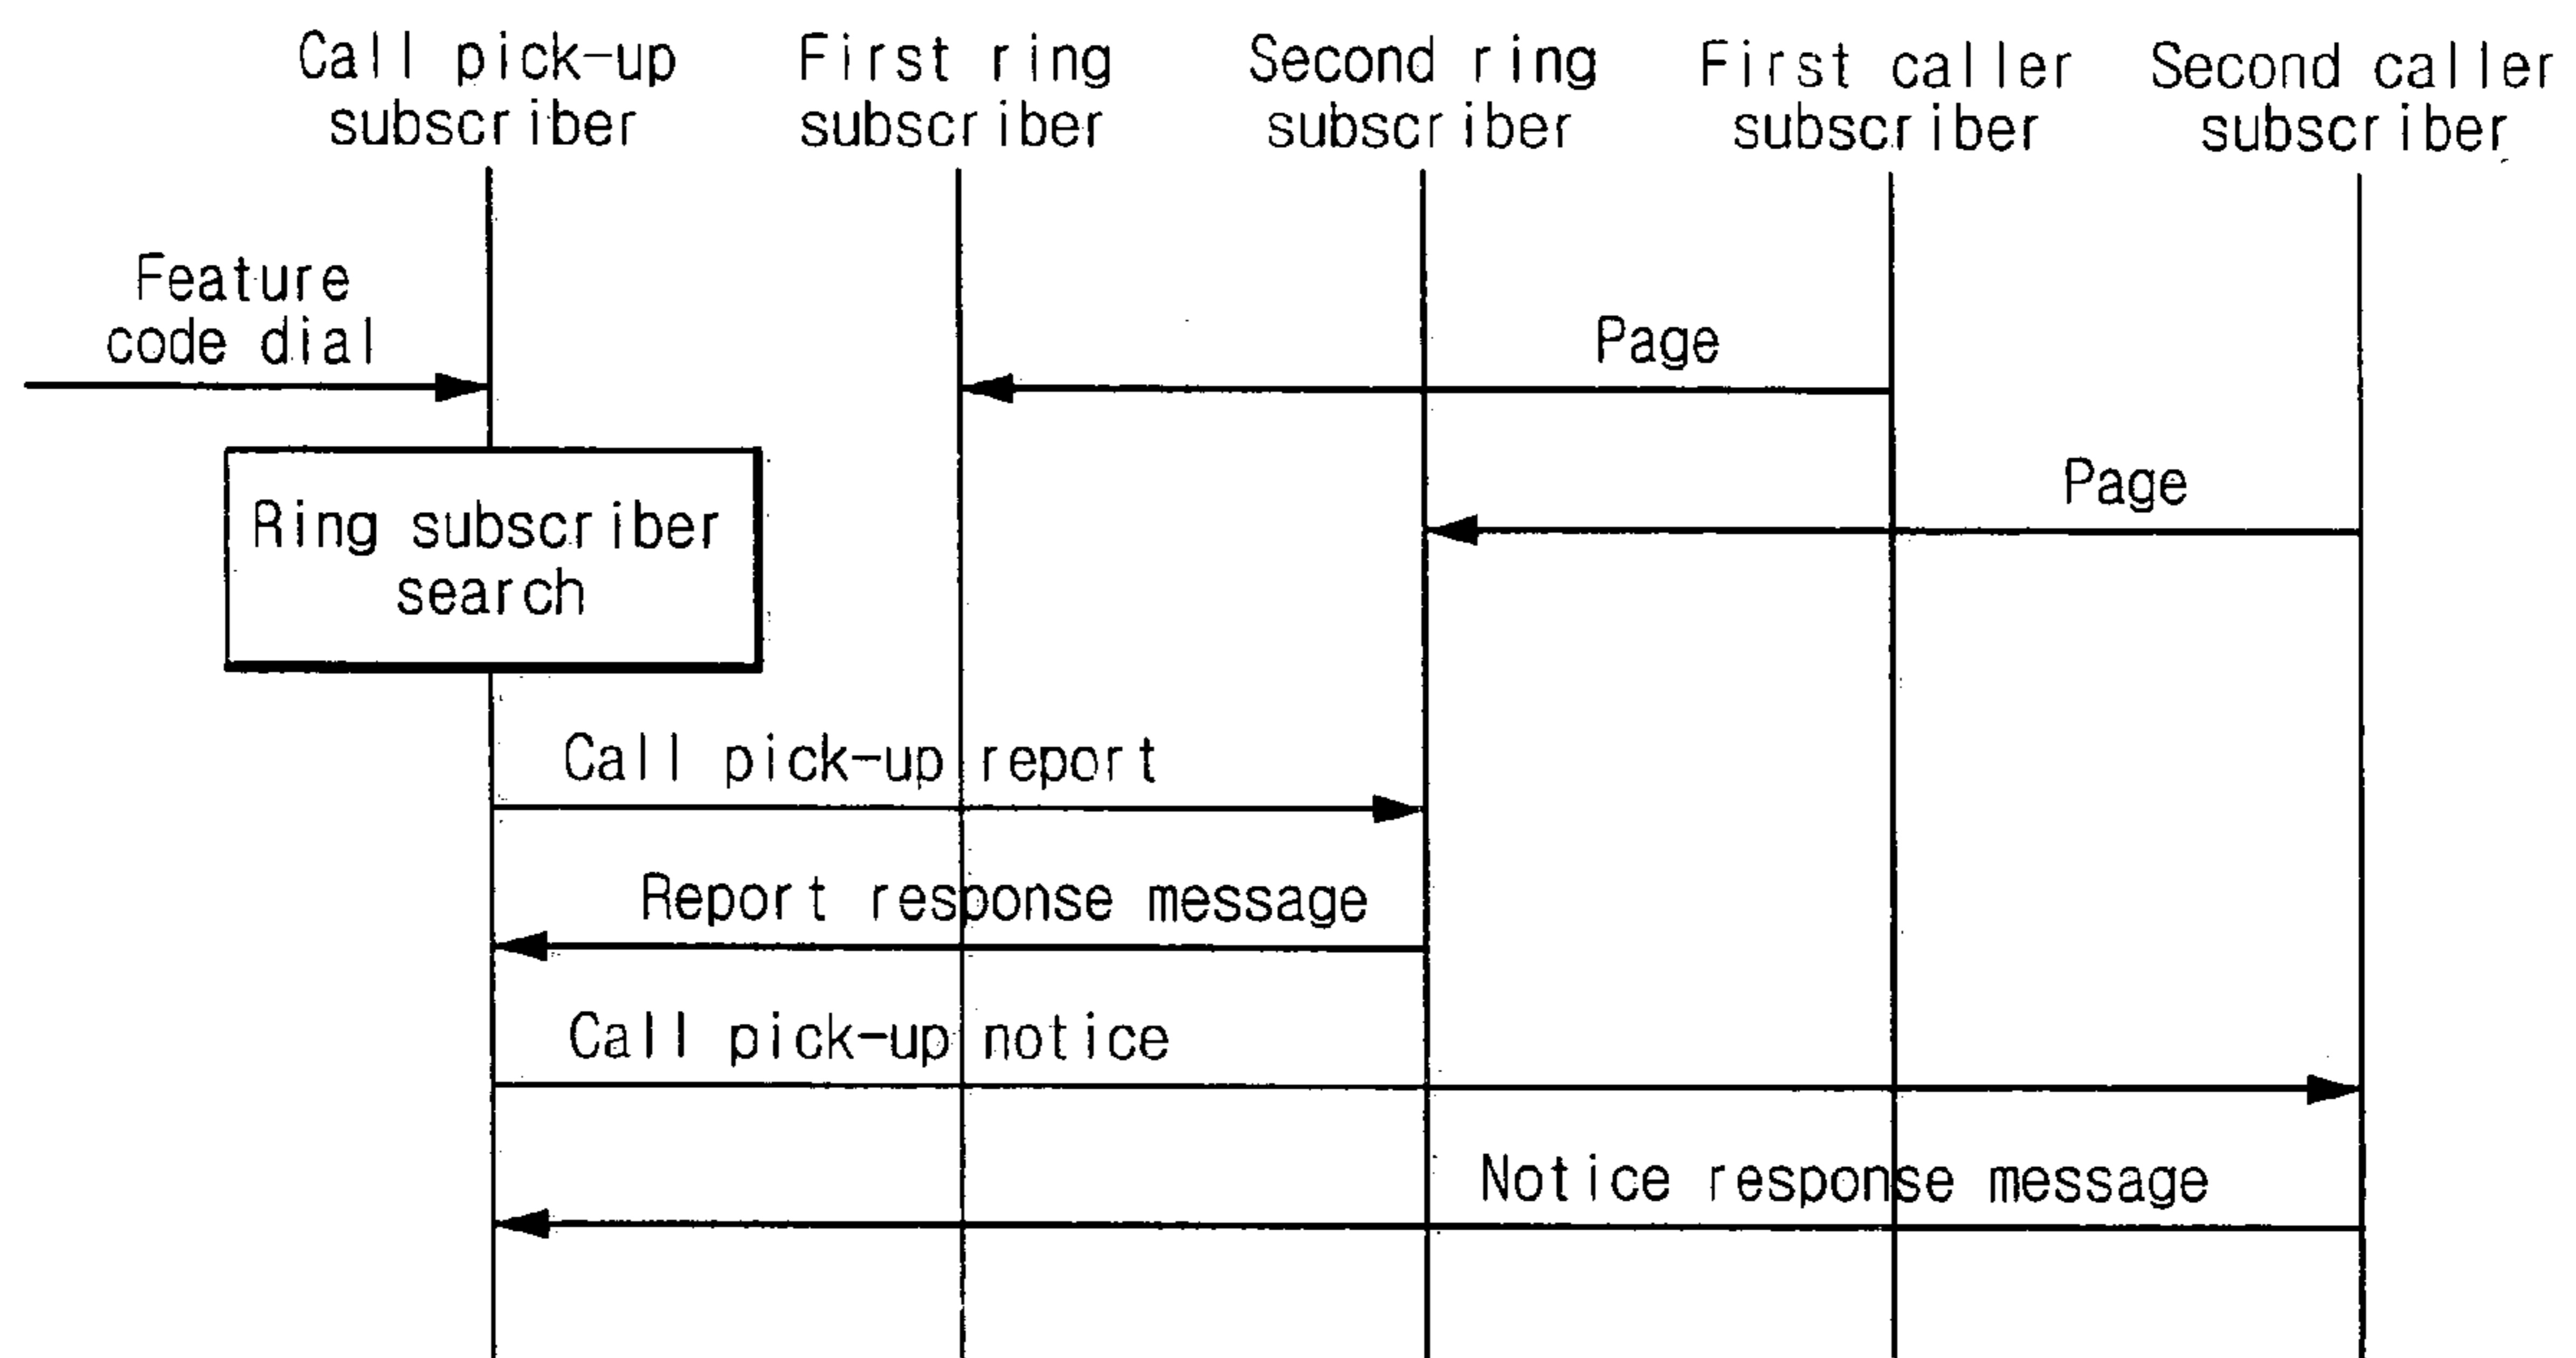 Call pick-up
subscriber
First ring
subscriber
Second ring
subscriber
First caller
subscriber
Second caller
subscriber
Feature
code dial
Page
Page
Ring subscriber
search
Call pick-up report
Report response message
Call pick-up notice
Notice response message